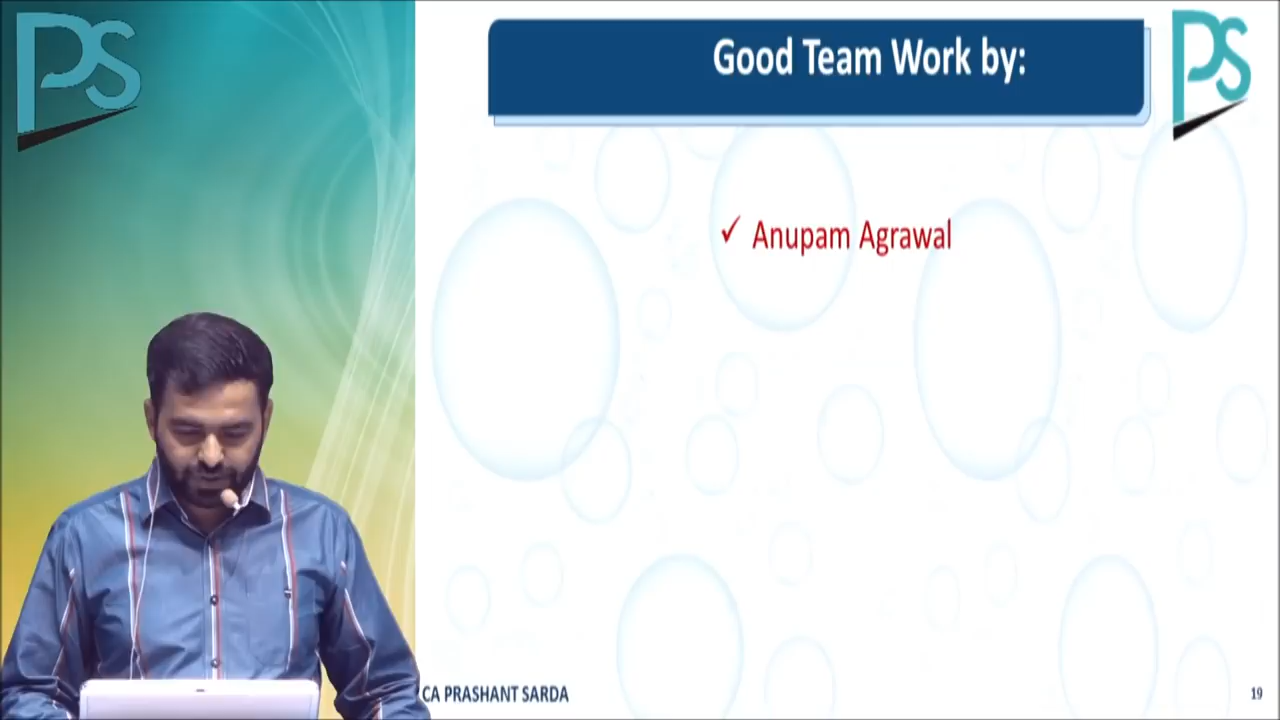 PS
Good Team Work by:
PS
✓ Anupam Agrawal
CA PRASHANT SARDA
19